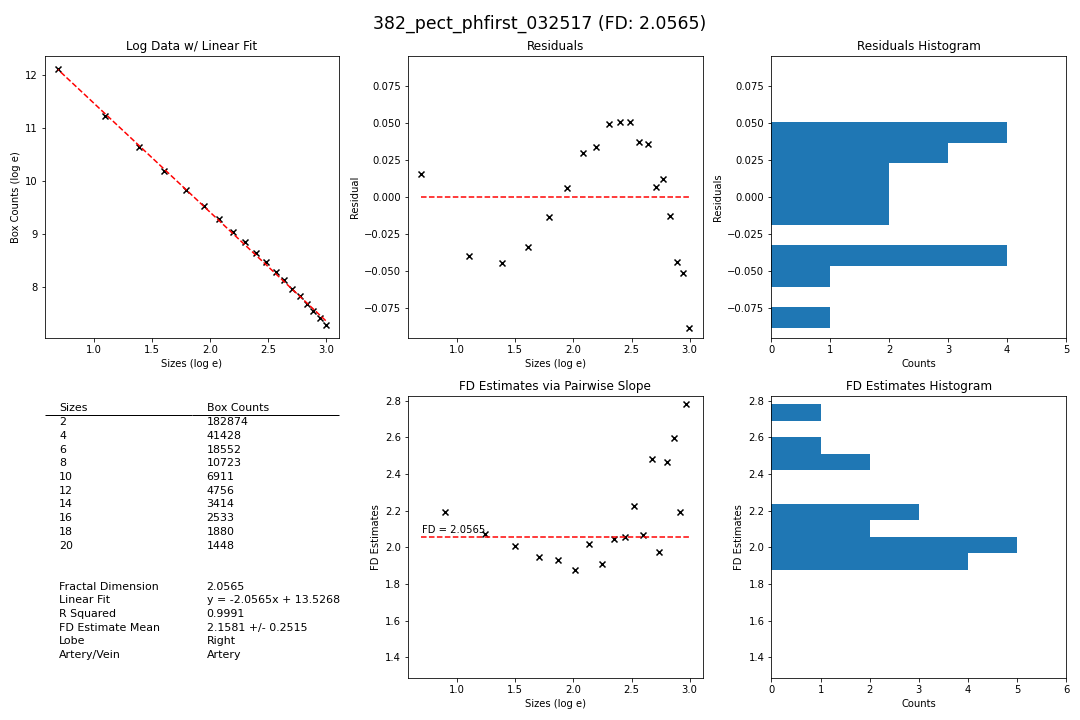 382_pect_phfirst_032517 (FD: 2.0565)
Log Data w/ Linear Fit
12
11
10
9
8
Box Counts (log e)
1.0 1.5 2.0 2.5 3.0
Sizes (log e)
Residuals
0.075
0.050
0.025
0.000
−0.025
−0.050
−0.075
Residual
1.0 1.5 2.0 2.5 3.0
Sizes (log e)
Residuals Histogram
0.075
0.050
0.025
0.000
−0.025
−0.050
−0.075
Residuals
0 1 2 3 4 5
Counts
Sizes Box Counts
2 182874
4 41428
6 18552
8 10723
10 6911
12 4756
14 3414
16 2533
18 1880
20 1448
Fractal Dimension 2.0565
Linear Fit y = -2.0565x + 13.5268
R Squared 0.9991
FD Estimate Mean 2.1581 +/- 0.2515
Lobe Right
Artery/Vein Artery
FD Estimates via Pairwise Slope
2.8
2.6
2.4
2.2
2.0
1.8
1.6
1.4
FD Estimates
FD = 2.0565
1.0 1.5 2.0 2.5 3.0
Sizes (log e)
FD Estimates Histogram
2.8
2.6
2.4
2.2
2.0
1.8
1.6
1.4
FD Estimates
0 1 2 3 4 5 6
Counts